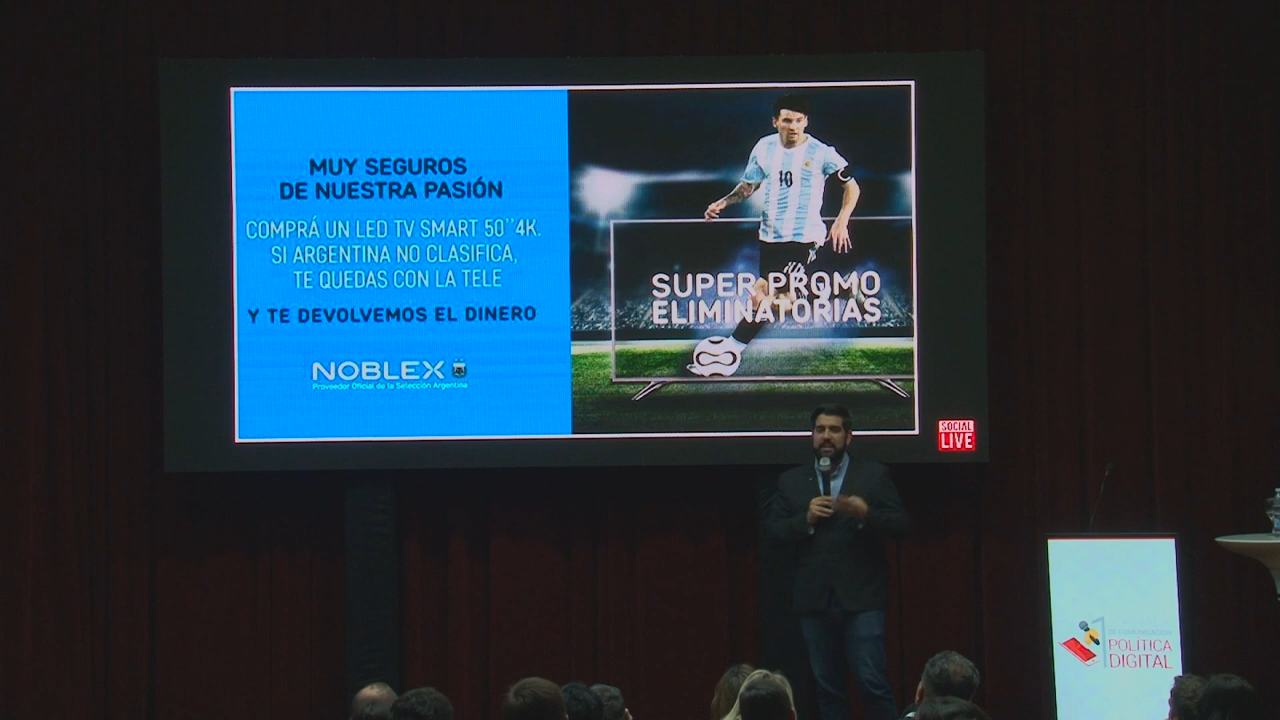 MUY SEGUROS
DE NUESTRA PASIÓN
COMPRÁ UN LED TV SMART 50''4K.
SI ARGENTINA NO CLASIFICA,
TE QUEDAS CON LA TELE
Y TE DEVOLVEMOS EL DINERO
NOBLEX
Proveedor Oficial de la Selección Argentina
10
SUPER PROMO
ELIMINATORIAS
SOCIAL
LIVE
DE COMUNICACIÓN
POLÍTICA
DIGITAL